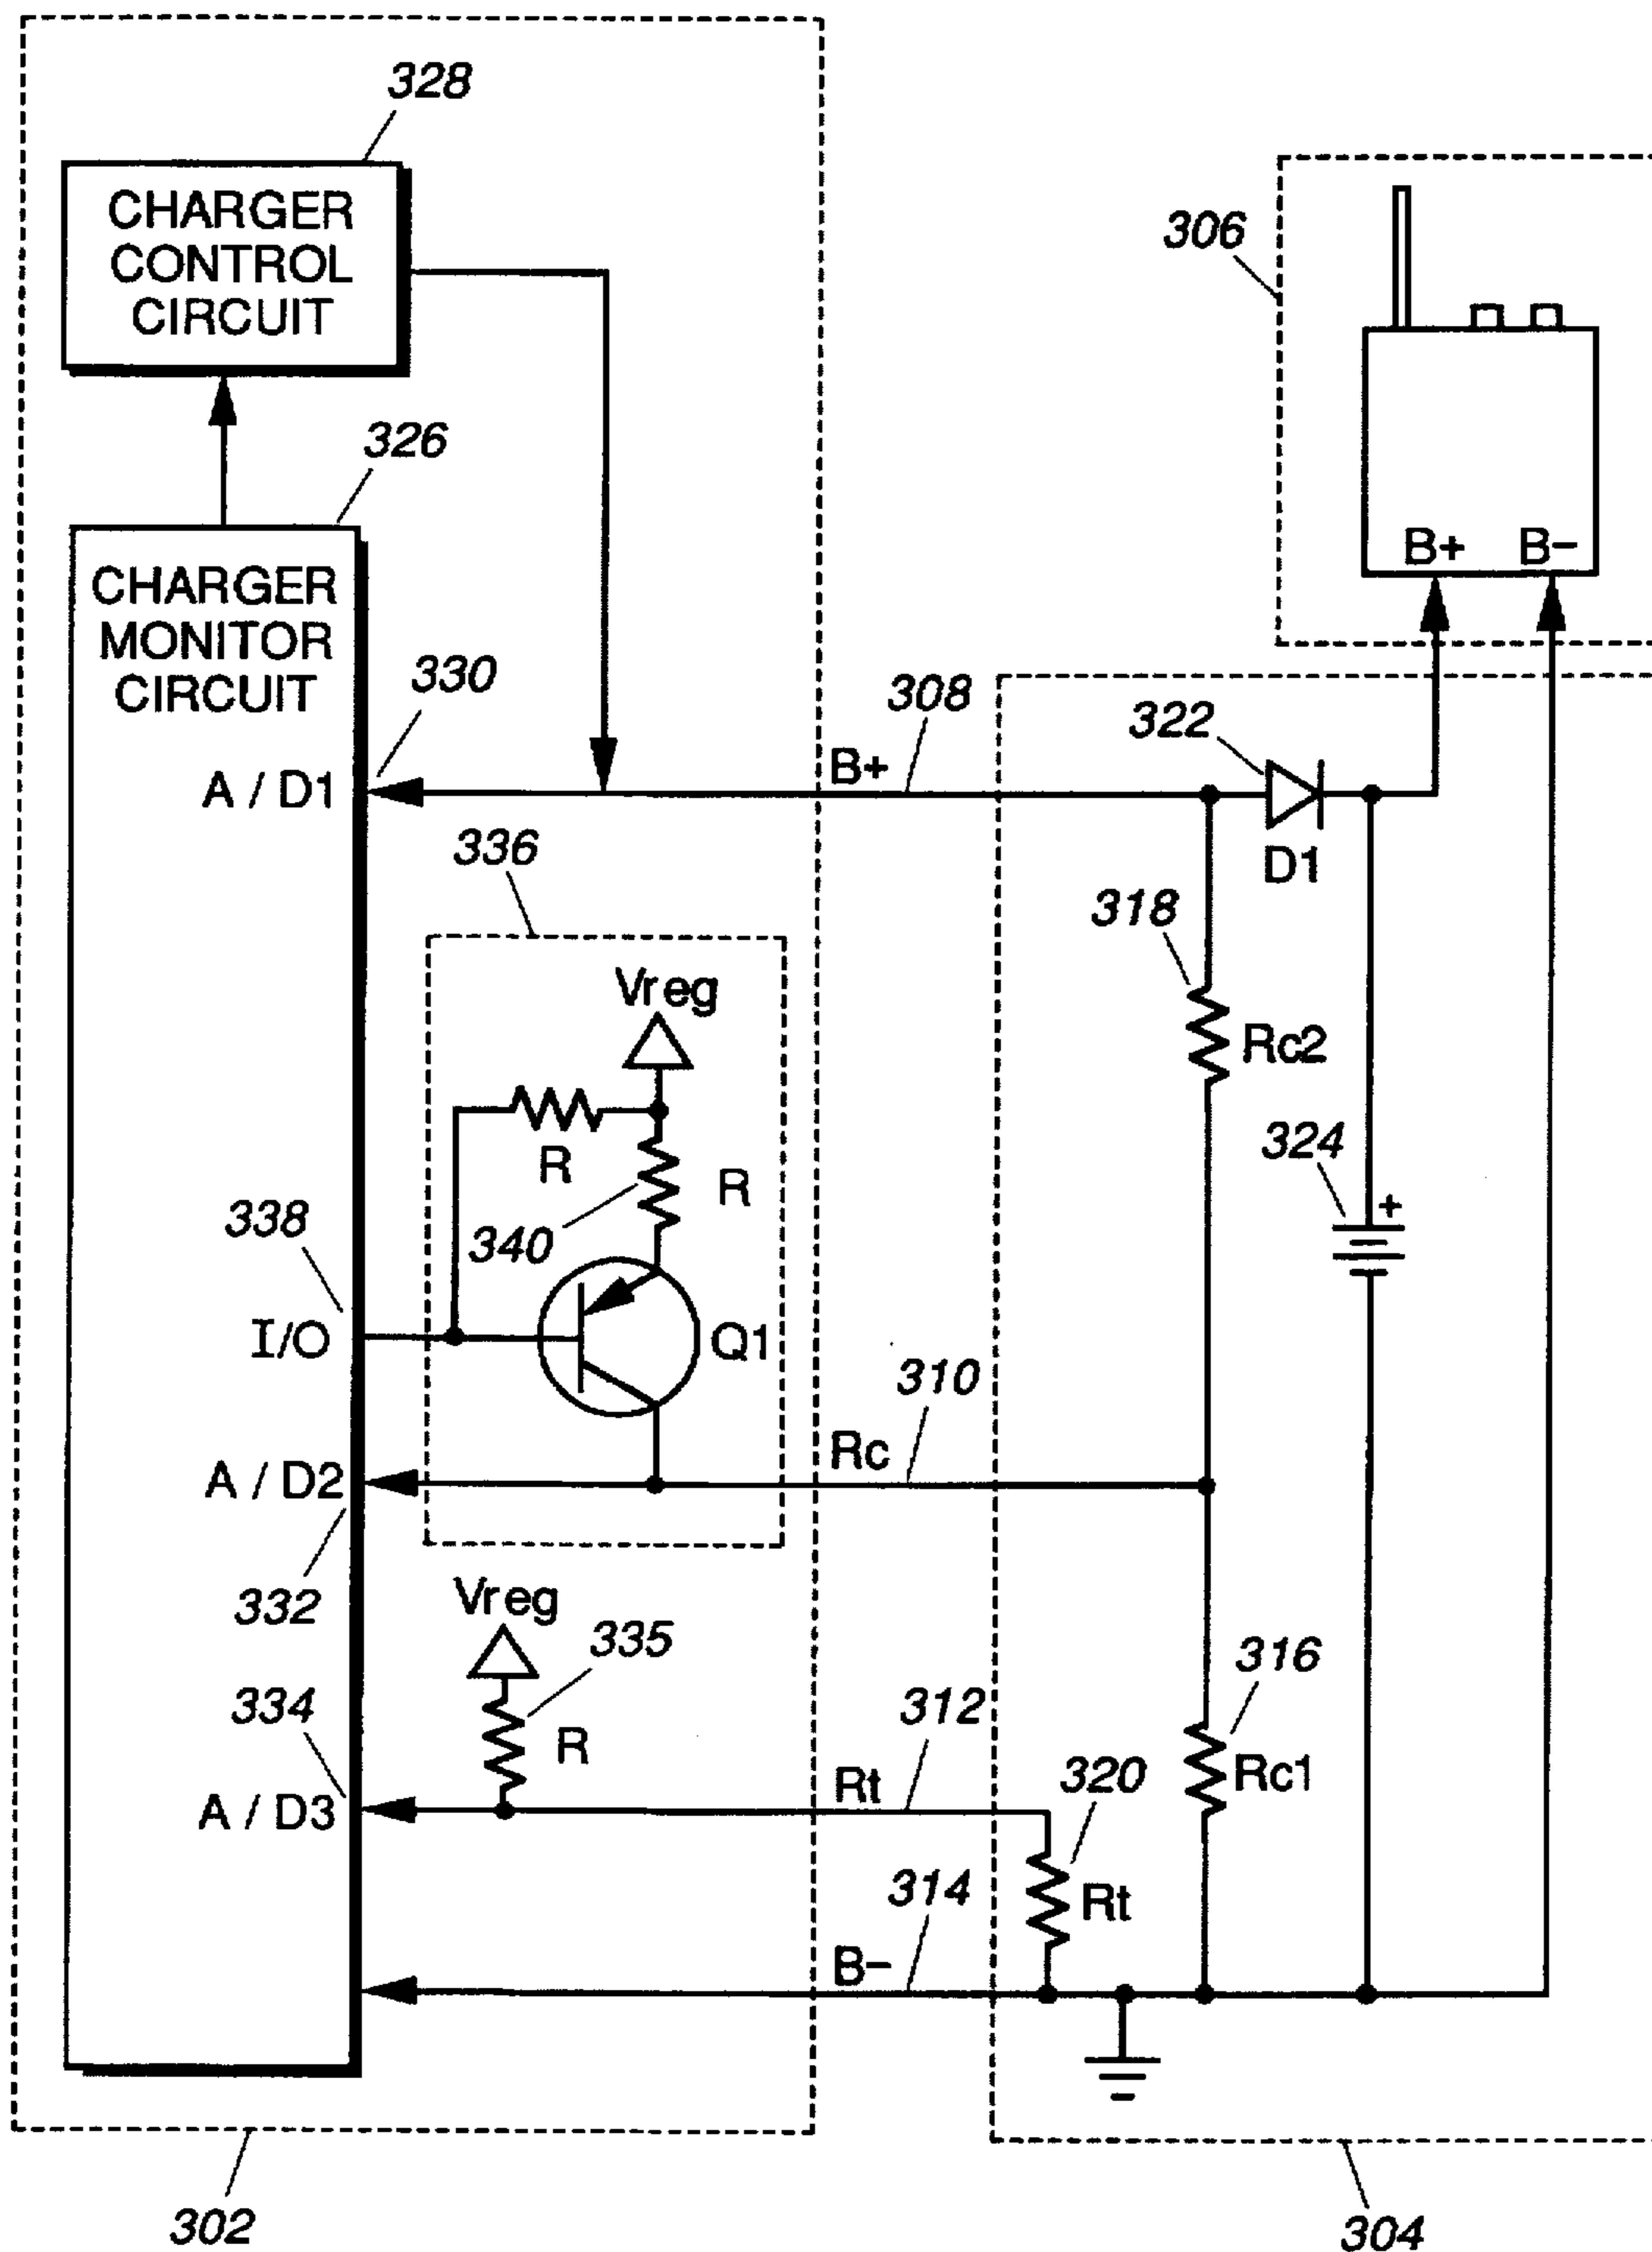 328
CHARGER
CONTROL
CIRCUIT
306
326
B+ B−
CHARGER
MONITOR
CIRCUIT
330
308
322
A / D1
B+
D1
336
318
Vreg
Rc2
R
R
324
+
338
340
I/O
Q1
310
Rc
A / D2
332
Vreg
335
316
334
312
R
Rc1
320
Rt
A / D3
314
Rt
B−
302
304